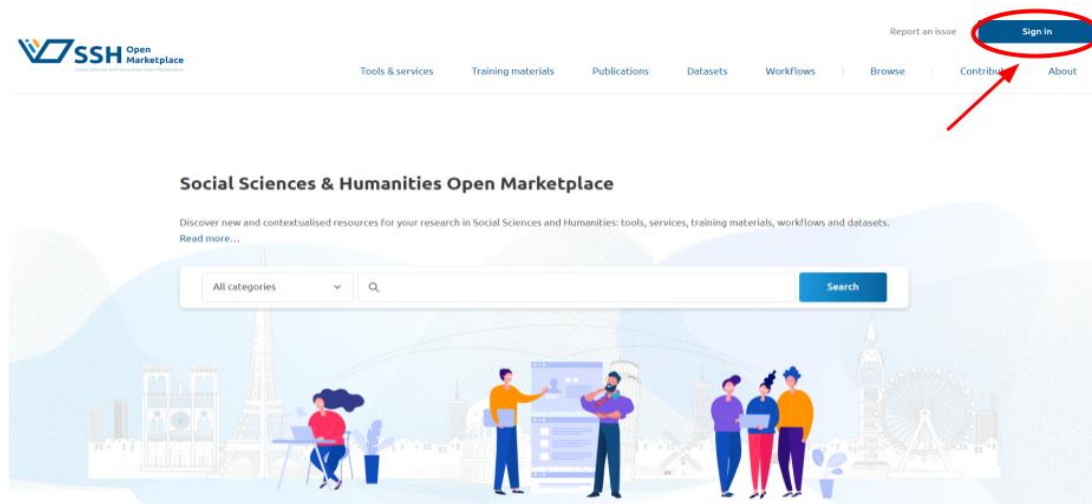 Report an issue
Sign in
SSH Open Marketplace
Tools & services
Training materials
Publications
Datasets
Workflows
Browse
Contribut
About
Social Sciences & Humanities Open Marketplace
Discover new and contextualised resources for your research in Social Sciences and Humanities: tools, services, training materials, workflows and datasets.
Read more...
All categories
Search